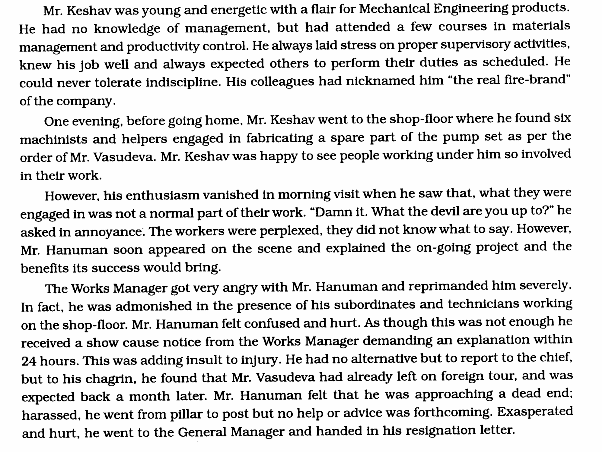 Mr. Keshav was young and energetic with a flair for Mechanical Engineering products.
He had no knowledge of management, but had attended a few courses in materials
management and productivity control. He always laid stress on proper supervisory activities,
knew his job well and always expected others to perform their duties as scheduled. He
could never tolerate indiscipline. His colleagues had nicknamed him “the real fire-brand”
of the company.
One evening, before going home, Mr. Keshav went to the shop-floor where he found six
machinists and helpers engaged in fabricating a spare part of the pump set as per the
order of Mr. Vasudeva. Mr. Keshav was happy to see people working under him so involved
in their work.
However, his enthusiasm vanished in morning visit when he saw that, what they were
engaged in was not a normal part of their work. “Damn it. What the devil are you up to?” he
asked in annoyance. The workers were perplexed, they did not know what to say. However,
Mr. Hanuman soon appeared on the scene and explained the on-going project and the
benefits its success would bring.
The Works Manager got very angry with Mr. Hanuman and reprimanded him severely.
In fact, he was admonished in the presence of his subordinates and technicians working
on the shop-floor. Mr. Hanuman felt confused and hurt. As though this was not enough he
received a show cause notice from the Works Manager demanding an explanation within
24 hours. This was adding insult to injury. He had no alternative but to report to the chief,
but to his chagrin, he found that Mr. Vasudeva had already left on foreign tour, and was
expected back a month later. Mr. Hanuman felt that he was approaching a dead end;
harassed, he went from pillar to post but no help or advice was forthcoming. Exasperated
and hurt, he went to the General Manager and handed in his resignation letter.